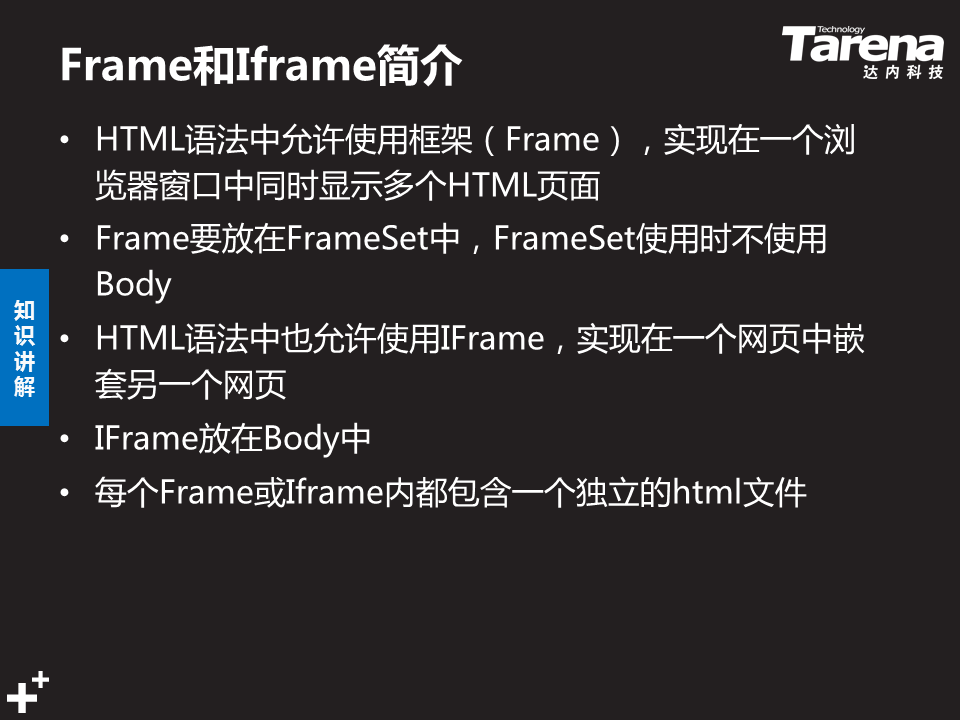 Frame和Iframe简介
Technology
Tarena
达内科技
• HTML语法中允许使用框架（Frame），实现在一个浏
览器窗口中同时显示多个HTML页面
• Frame要放在FrameSet中，FrameSet使用时不使用
Body
• HTML语法中也允许使用IFrame，实现在一个网页中嵌
套另一个网页
• IFrame放在Body中
• 每个Frame或Iframe内都包含一个独立的html文件
知
识
讲
解